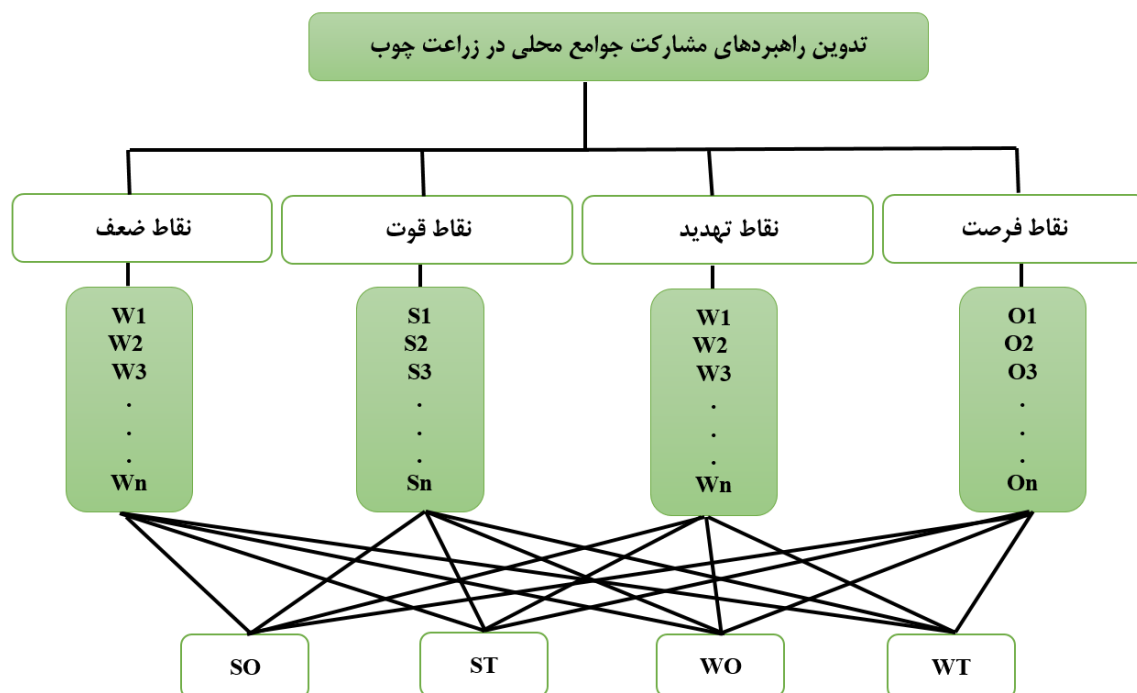 تدوین راهبردهای مشارکت جوامع محلی در زراعت چوب
نقاط فرصت
نقاط تهدید
نقاط قوت
نقاط ضعف
O1
O2
O3
.
.
.
On
W1
W2
W3
.
.
.
Wn
S1
S2
S3
.
.
.
Sn
W1
W2
W3
.
.
.
Wn
SO
ST
WO
WT